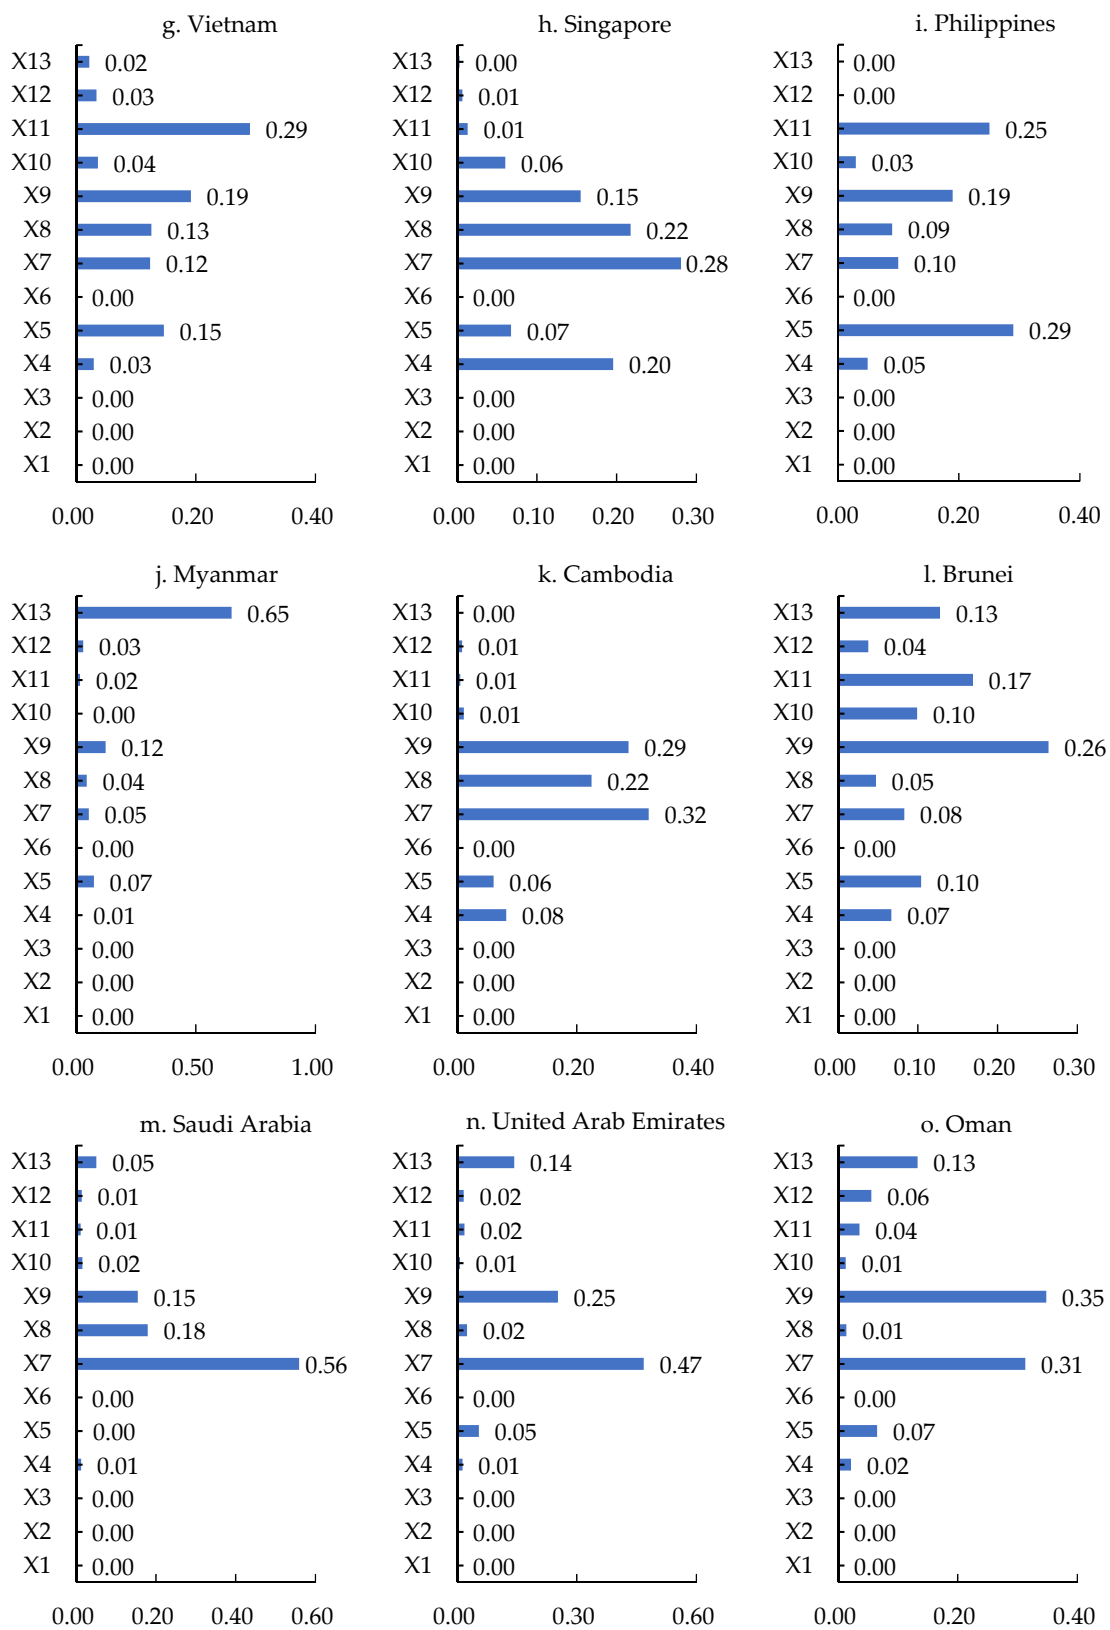 g. Vietnam
X13 0.02
X12 0.03
X11 0.29
X10 0.04
X9 0.19
X8 0.13
X7 0.12
X6 0.00
X5 0.15
X4 0.03
X3 0.00
X2 0.00
X1 0.00
0.00 0.20 0.40
h. Singapore
X13 0.00
X12 0.01
X11 0.01
X10 0.06
X9 0.15
X8 0.22
X7 0.28
X6 0.00
X5 0.07
X4 0.20
X3 0.00
X2 0.00
X1 0.00
0.00 0.10 0.20 0.30
i. Philippines
X13 0.00
X12 0.00
X11 0.25
X10 0.03
X9 0.19
X8 0.09
X7 0.10
X6 0.00
X5 0.29
X4 0.05
X3 0.00
X2 0.00
X1 0.00
0.00 0.20 0.40
j. Myanmar
X13 0.65
X12 0.03
X11 0.02
X10 0.00
X9 0.12
X8 0.04
X7 0.05
X6 0.00
X5 0.07
X4 0.01
X3 0.00
X2 0.00
X1 0.00
0.00 0.50 1.00
k. Cambodia
X13 0.00
X12 0.01
X11 0.01
X10 0.01
X9 0.29
X8 0.22
X7 0.32
X6 0.00
X5 0.06
X4 0.08
X3 0.00
X2 0.00
X1 0.00
0.00 0.20 0.40
l. Brunei
X13 0.13
X12 0.04
X11 0.17
X10 0.10
X9 0.26
X8 0.05
X7 0.08
X6 0.00
X5 0.10
X4 0.07
X3 0.00
X2 0.00
X1 0.00
0.00 0.10 0.20 0.30
m. Saudi Arabia
X13 0.05
X12 0.01
X11 0.01
X10 0.02
X9 0.15
X8 0.18
X7 0.56
X6 0.00
X5 0.00
X4 0.01
X3 0.00
X2 0.00
X1 0.00
0.00 0.20 0.40 0.60
n. United Arab Emirates
X13 0.14
X12 0.02
X11 0.02
X10 0.01
X9 0.25
X8 0.02
X7 0.47
X6 0.00
X5 0.05
X4 0.01
X3 0.00
X2 0.00
X1 0.00
0.00 0.30 0.60
o. Oman
X13 0.13
X12 0.06
X11 0.04
X10 0.01
X9 0.35
X8 0.01
X7 0.31
X6 0.00
X5 0.07
X4 0.02
X3 0.00
X2 0.00
X1 0.00
0.00 0.20 0.40